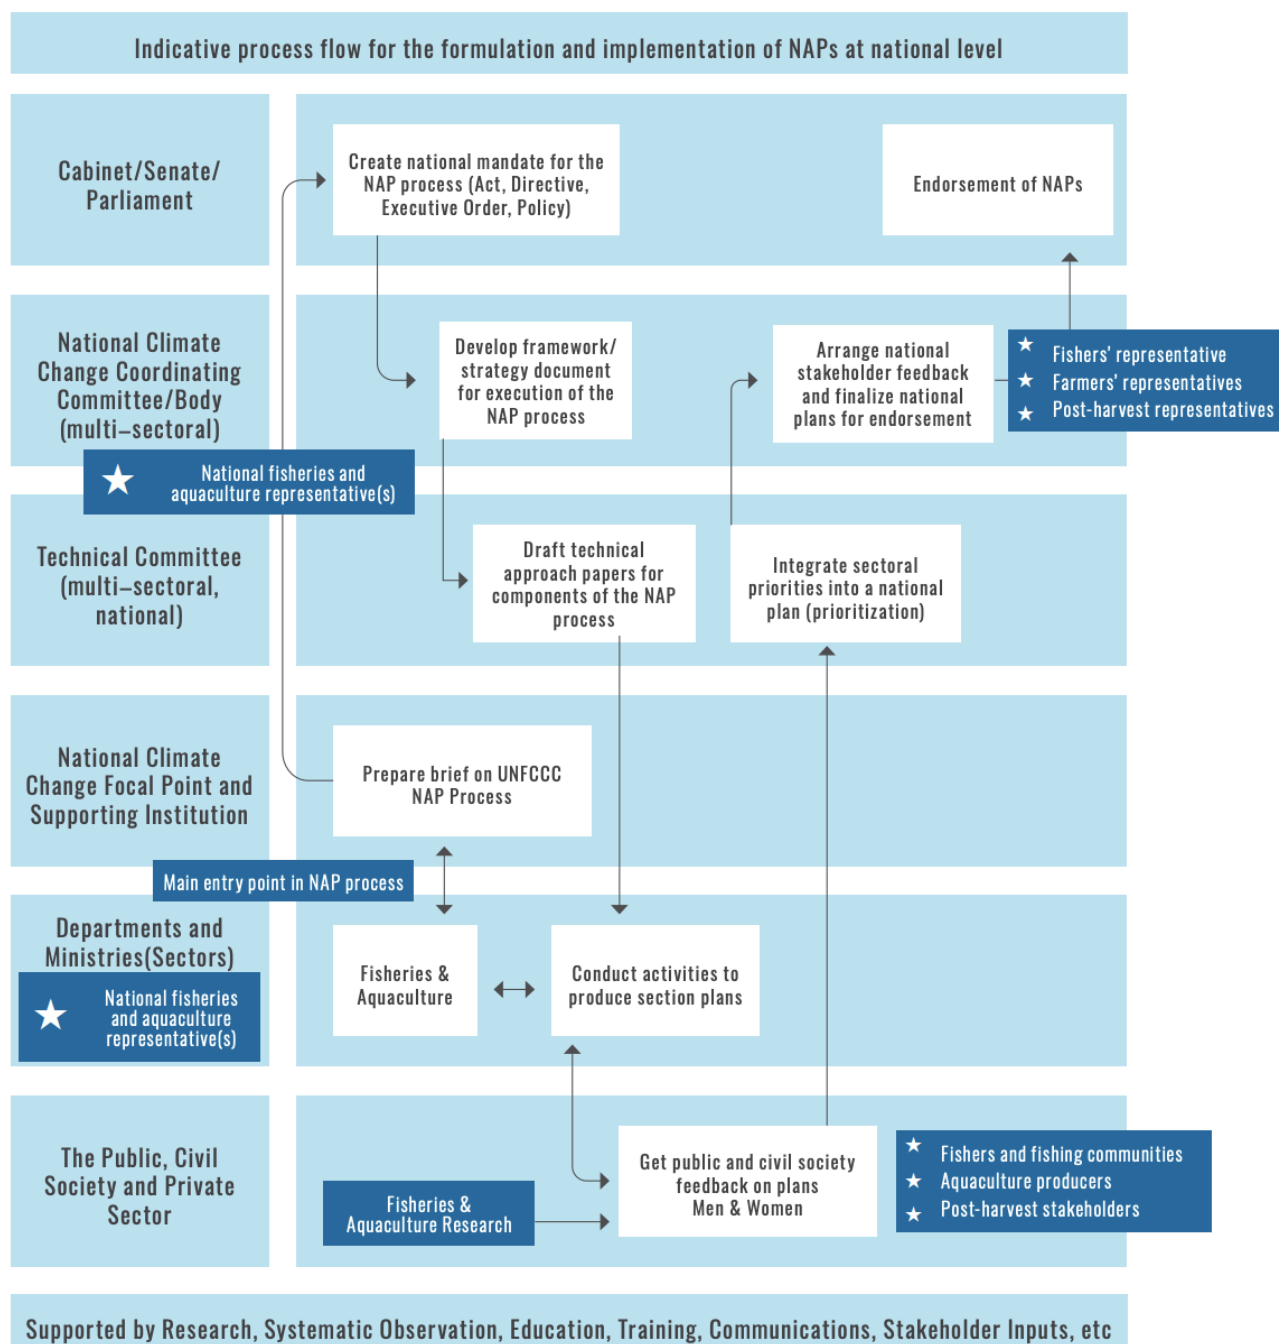 Indicative process flow for the formulation and implementation of NAPs at national level
Cabinet/Senate/
Parliament
Create national mandate for the
NAP process (Act, Directive,
Executive Order, Policy)
Endorsement of NAPs
National Climate
Change Coordinating
Committee/Body
(multi–sectoral)
Develop framework/
strategy document
for execution of the
NAP process
Arrange national
stakeholder feedback
and finalize national
plans for endorsement
Fishers' representative
Farmers' representatives
Post-harvest representatives
National fisheries and
aquaculture representative(s)
Technical Committee
(multi–sectoral,
national)
Draft technical
approach papers for
components of the NAP
process
Integrate sectoral
priorities into a national
plan (prioritization)
National Climate
Change Focal Point and
Supporting Institution
Prepare brief on UNFCCC
NAP Process
Main entry point in NAP process
Departments and
Ministries(Sectors)
National fisheries
and aquaculture
representative(s)
Fisheries &
Aquaculture
Conduct activities to
produce section plans
The Public, Civil
Society and Private
Sector
Fisheries &
Aquaculture Research
Get public and civil society
feedback on plans
Men & Women
Fishers and fishing communities
Aquaculture producers
Post-harvest stakeholders
Supported by Research, Systematic Observation, Education, Training, Communications, Stakeholder Inputs, etc